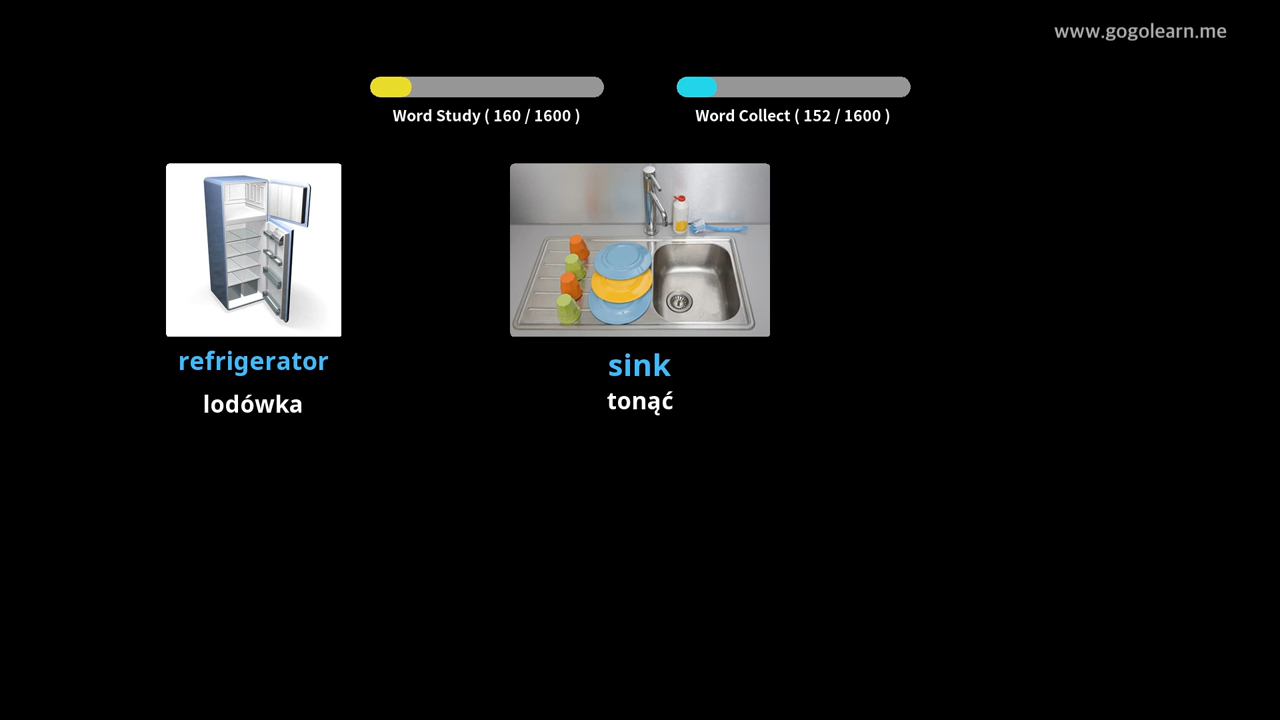 www.gogolearn.me
Word Study ( 160 / 1600 )
Word Collect ( 152 / 1600 )
refrigerator
lodówka
sink
tonąć